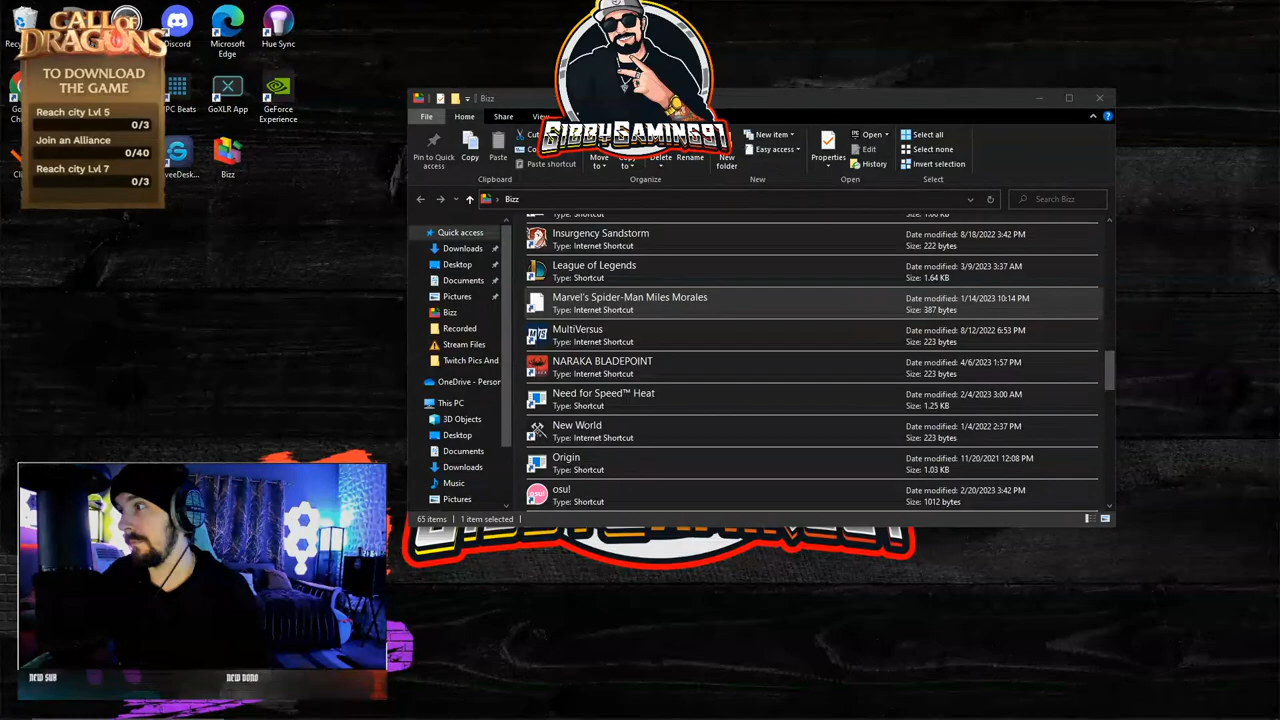 CALL OF
DRAGONS
TO DOWNLOAD
THE GAME
Reach city Lvl 5
0/3
Join an Alliance
0/40
Reach city Lvl 7
0/3
Discord
Microsoft
Edge
Hue Sync
PC Beats
GoXLR App
GeForce
Experience
Bizz
GIBBYGAMING91
Bizz
File
Home
Share
View
Pin to Quick
access
Copy
Paste
Paste shortcut
Clipboard
Move
to
Copy
to
Delete
Rename
Organize
New
folder
New item
Easy access
New
Properties
Open
Edit
History
Open
Select all
Select none
Invert selection
Select
Bizz
Search Bizz
Quick access
Downloads
Desktop
Documents
Pictures
Bizz
Recorded
Stream Files
Twitch Pics And
OneDrive - Person
This PC
3D Objects
Desktop
Documents
Downloads
Music
Pictures
Type: Shortcut
Insurgency Sandstorm
Type: Internet Shortcut
Date modified: 8/18/2022 3:42 PM
Size: 222 bytes
League of Legends
Type: Shortcut
Date modified: 3/9/2023 3:37 AM
Size: 1.64 KB
Marvel's Spider-Man Miles Morales
Type: Internet Shortcut
Date modified: 1/14/2023 10:14 PM
Size: 387 bytes
MultiVersus
Type: Internet Shortcut
Date modified: 8/12/2022 6:53 PM
Size: 223 bytes
NARAKA BLADEPOINT
Type: Internet Shortcut
Date modified: 4/6/2023 1:57 PM
Size: 223 bytes
Need for Speed™ Heat
Type: Shortcut
Date modified: 2/4/2023 3:00 AM
Size: 1.25 KB
New World
Type: Internet Shortcut
Date modified: 1/4/2022 2:37 PM
Size: 223 bytes
Origin
Type: Shortcut
Date modified: 11/20/2021 12:08 PM
Size: 1.03 KB
osu!
osu!
Type: Shortcut
Date modified: 2/20/2023 3:42 PM
Size: 1012 bytes
65 items
1 item selected
NEW SUB
NEW DONO